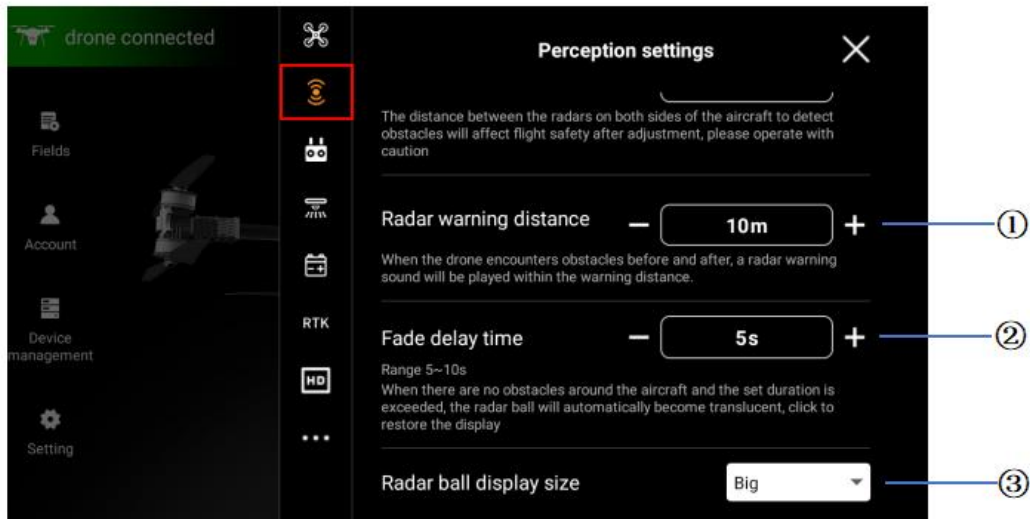 drone connected
Fields
Account
Device
management
Setting
RTK
HD
Perception settings
The distance between the radars on both sides of the aircraft to detect
obstacles will affect flight safety after adjustment, please operate with
caution
Radar warning distance
10m
①
When the drone encounters obstacles before and after, a radar warning
sound will be played within the warning distance.
Fade delay time
5s
②
Range 5~10s
When there are no obstacles around the aircraft and the set duration is
exceeded, the radar ball will automatically become translucent, click to
restore the display
Radar ball display size
Big
③